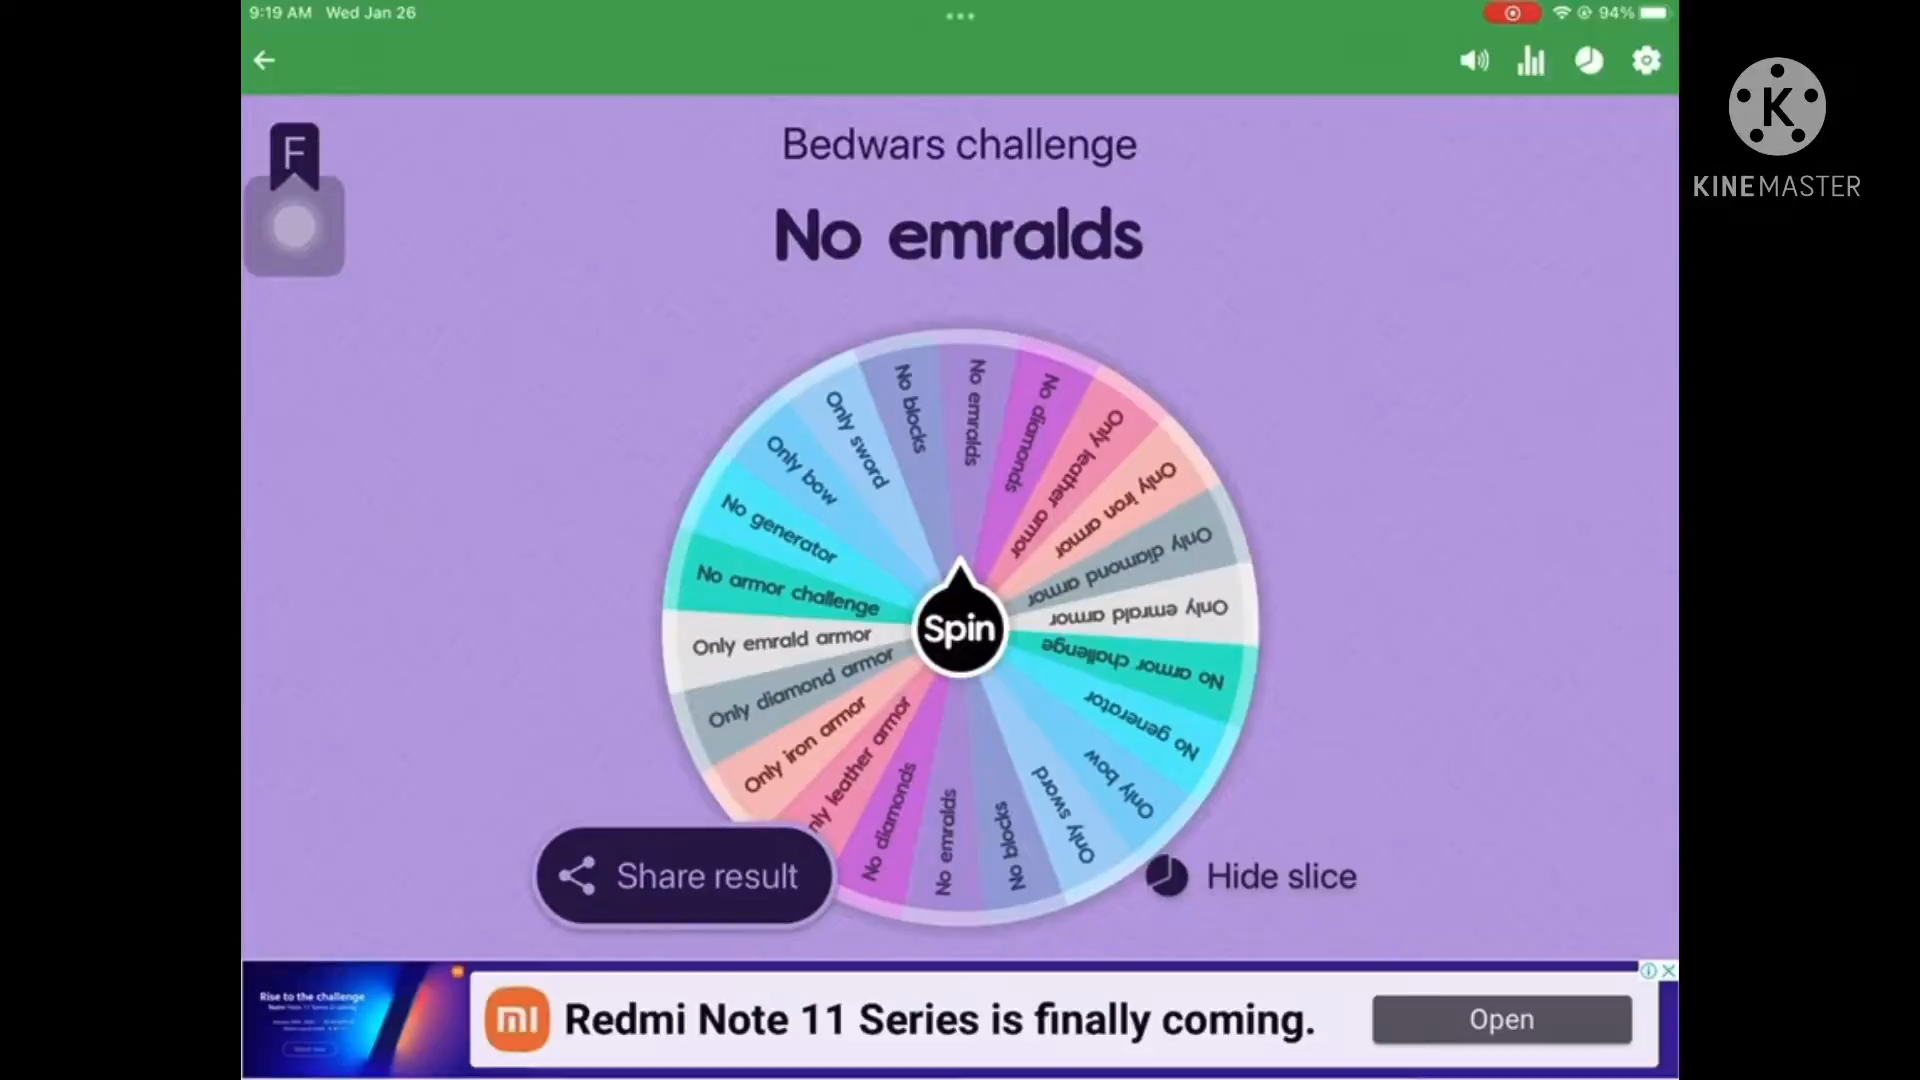 9:19 AM Wed Jan 26
94%
K
KINEMASTER
F
Bedwars challenge
No emralds
No emralds
No diamonds
Only leather armor
Only iron armor
Only diamond armor
Only emrald armor
No armor challenge
No generator
Only bow
Only sword
No blocks
No emralds
No diamonds
nly leather armor
Only iron armor
Only diamond armor
Only emrald armor
No armor challenge
No generator
Only bow
Only sword
No blocks
Spin
Share result
Hide slice
Rise to the challenge
mi
Redmi Note 11 Series is finally coming.
Open